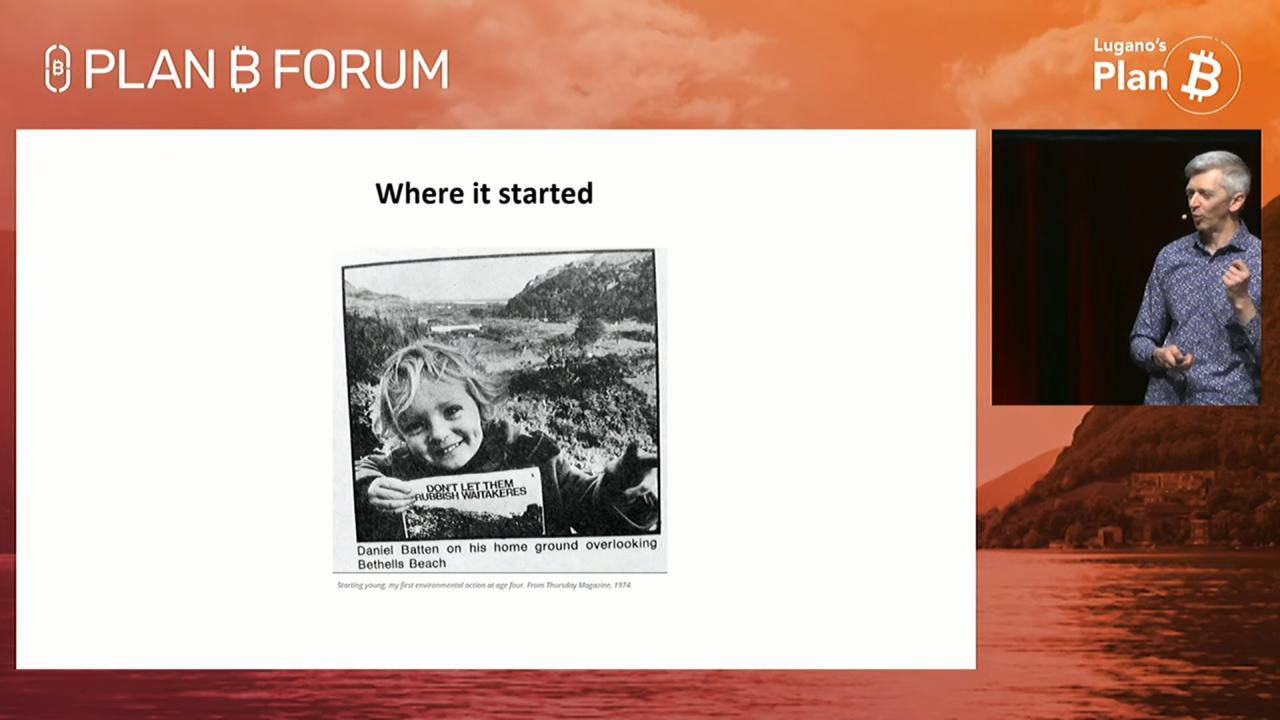 PLAN ₿ FORUM
Lugano's
Plan ₿
Where it started
DON'T LET THEM
RUBBISH WAITAKERES
Daniel Batten on his home ground overlooking
Bethells Beach
Starting young, my first environmental action at age four. From Thursday Magazine, 1974.